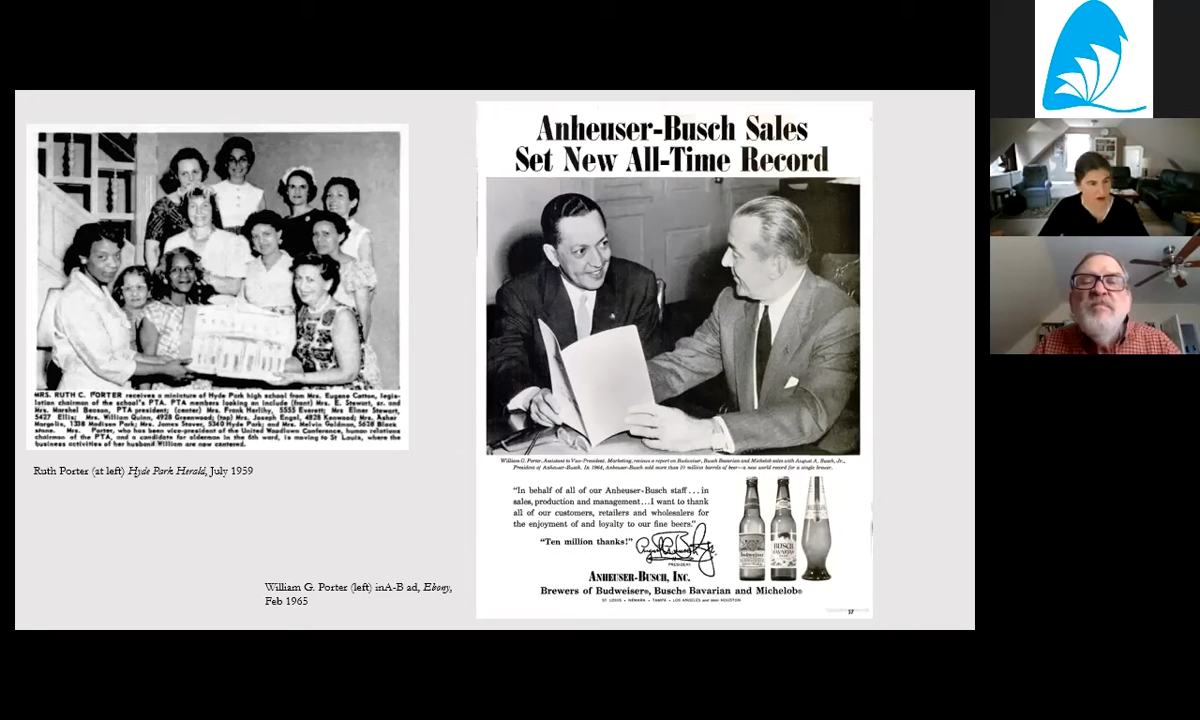 MRS. RUTH C. PORTER receives a miniature of Hyde Park high school from Mrs. Eugene Cotton, legis-
lation chairman of the school's PTA. PTA members looking on include (front) Mrs. E. Stewart, sr. and
Mrs. Marshel Beacon, PTA president; (center) Mrs. Frank Harlihy, 5555 Everett; Mrs Elmer Stewart,
5427 Ellis; Mrs. William Quinn, 4928 Greenwood; (top) Mrs. Joseph Engel, 4828 Kenwood; Mrs. Asher
Margolis, 1338 Madison Park; Mrs. James Stover, 5340 Hyde Park; and Mrs. Melvin Goldman, 5628 Black
stone. Mrs. Porter, who has been vice-president of the United Woodlawn Conference, human relations
chairman of the PTA, and a candidate for alderman in the 6th ward, is moving to St Louis, where the
business activities of her husband William are now centered.
Ruth Porter (at left) Hyde Park Herald, July 1959
William G. Porter (left) inA-B ad, Ebony,
Feb 1965
Anheuser-Busch Sales
Set New All-Time Record
William G. Porter, Assistant to Vice-President, Marketing, reviews a report on Budweiser, Busch Bavarian and Michelob sales with August A. Busch, Jr.,
President of Anheuser-Busch. In 1964, Anheuser-Busch sold more than 10 million barrels of beer—a new world record for a single brewer.
"In behalf of all of our Anheuser-Busch staff...in
sales, production and management...I want to thank
all of our customers, retailers and wholesalers for
the enjoyment of and loyalty to our fine beers."
"Ten million thanks!"
PRESIDENT
Budweiser
BUSCH
BAVARIAN
ANHEUSER-BUSCH, INC.
Brewers of Budweiser®, Busch® Bavarian and Michelob®
ST. LOUIS • NEWARK • TAMPA • LOS ANGELES and soon HOUSTON
37